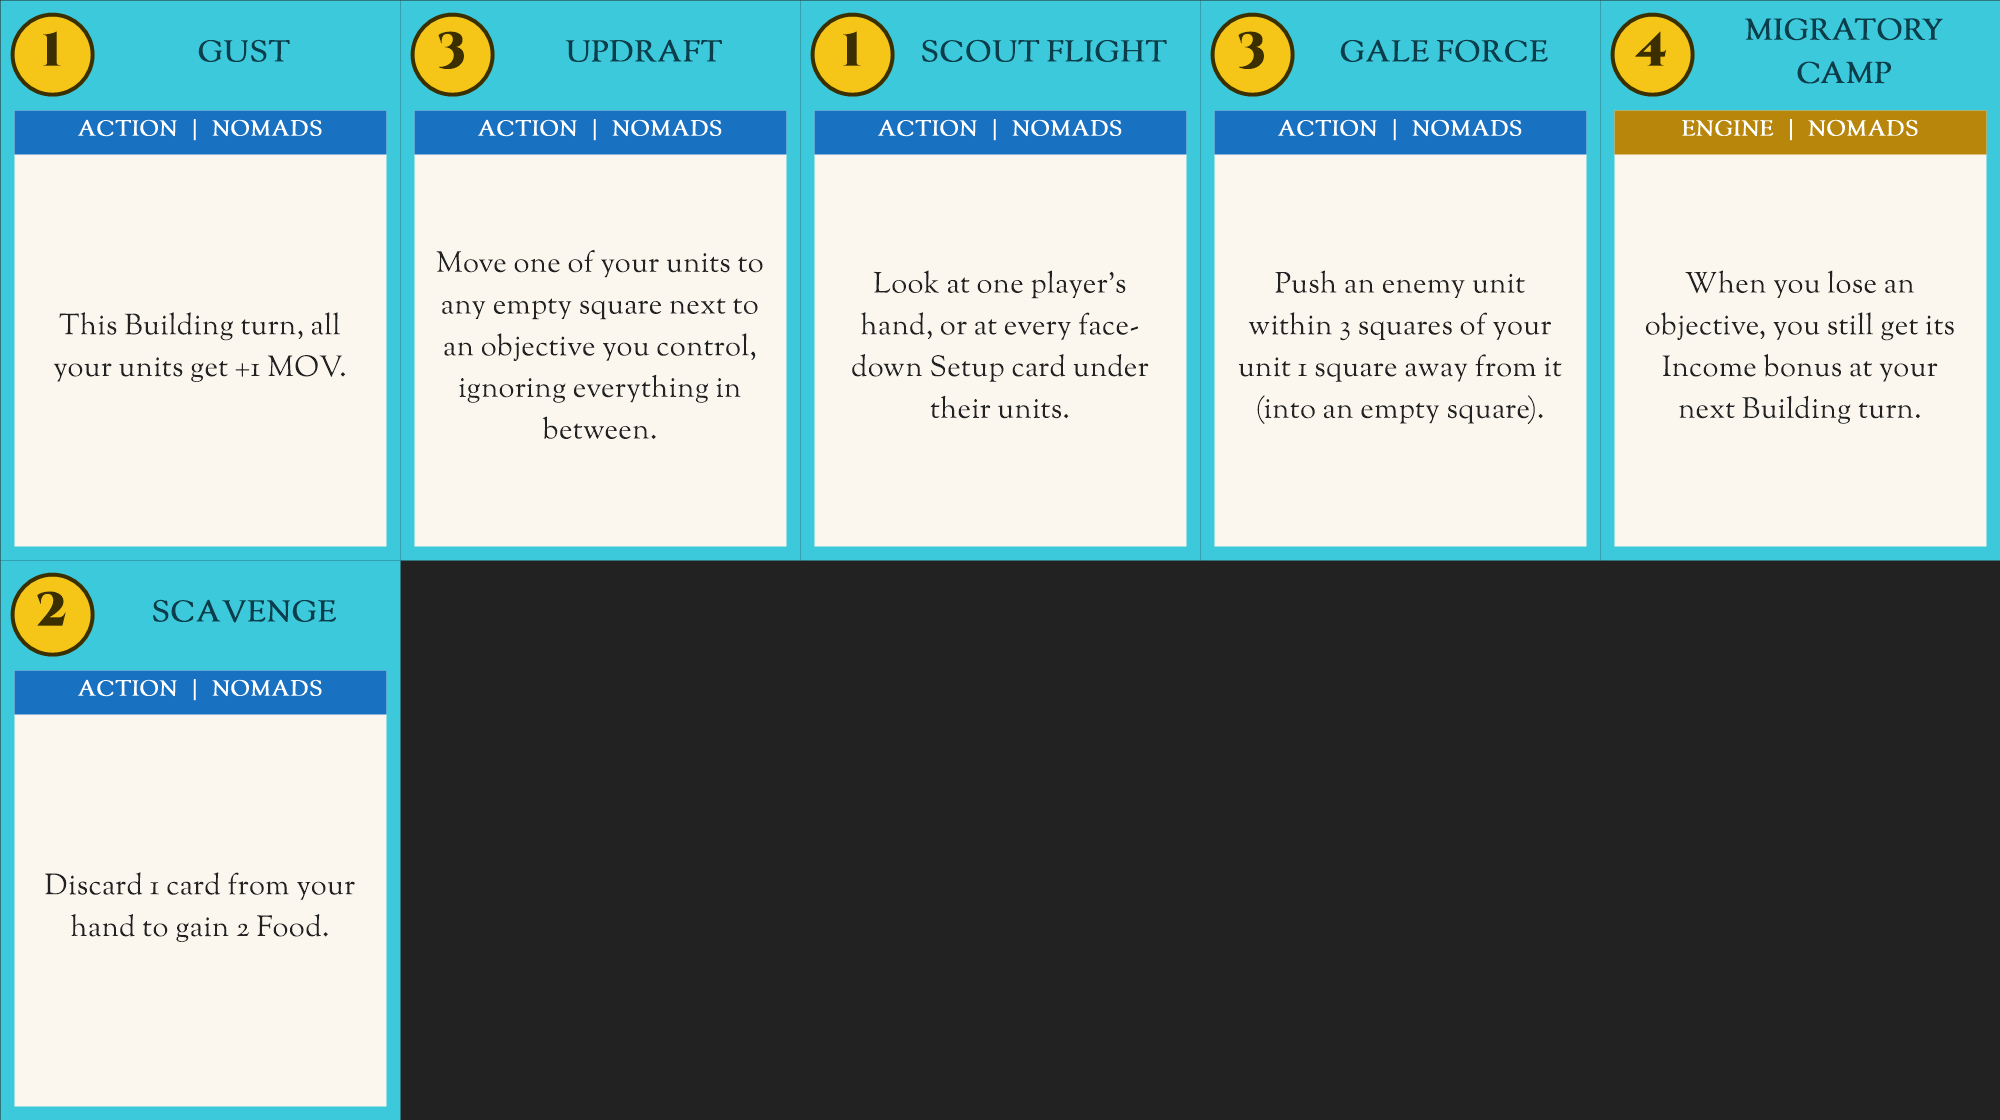 1
GUST
ACTION | NOMADS
This Building turn, all
your units get +1 MOV.
3
UPDRAFT
ACTION | NOMADS
Move one of your units to
any empty square next to
an objective you control,
ignoring everything in
between.
1
SCOUT FLIGHT
ACTION | NOMADS
Look at one player's
hand, or at every face-
down Setup card under
their units.
3
GALE FORCE
ACTION | NOMADS
Push an enemy unit
within 3 squares of your
unit 1 square away from it
(into an empty square).
4
MIGRATORY
CAMP
ENGINE | NOMADS
When you lose an
objective, you still get its
Income bonus at your
next Building turn.
2
SCAVENGE
ACTION | NOMADS
Discard 1 card from your
hand to gain 2 Food.